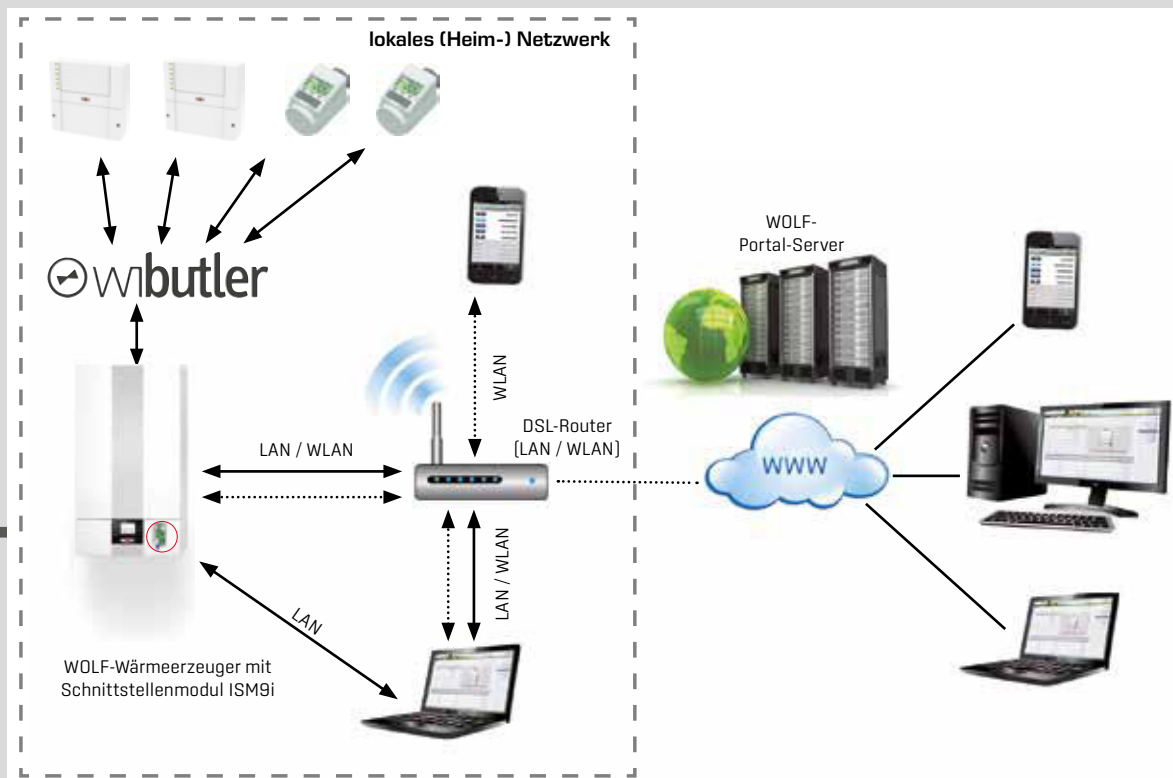 lokales (Heim-) Netzwerk
WOLF-
Portal-Server
wibutler
WLAN
DSL-Router
(LAN / WLAN)
LAN / WLAN
WWW
LAN / WLAN
LAN
WOLF-Wärmeerzeuger mit
Schnittstellenmodul ISM9i